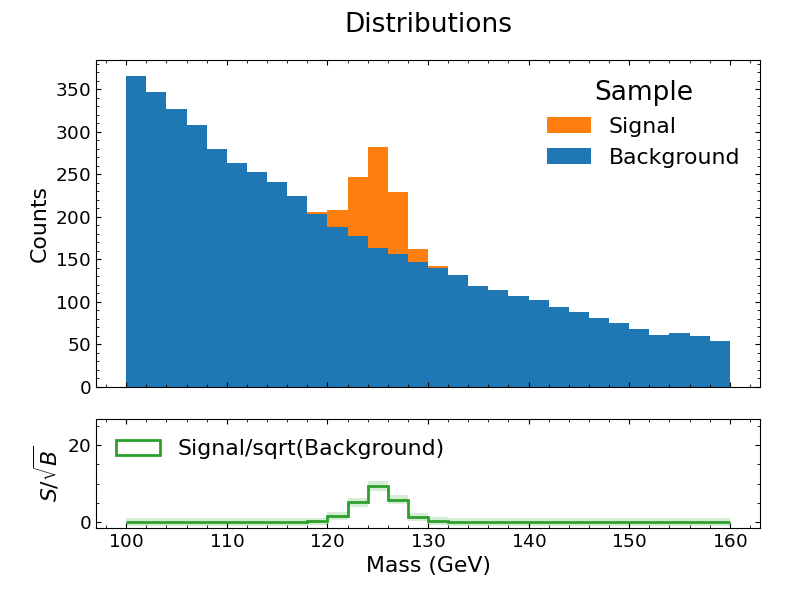 Distributions
Counts
350
300
250
200
150
100
50
0
Sample
Signal
Background
S/√B
20
0
Signal/sqrt(Background)
100 110 120 130 140 150 160
Mass (GeV)